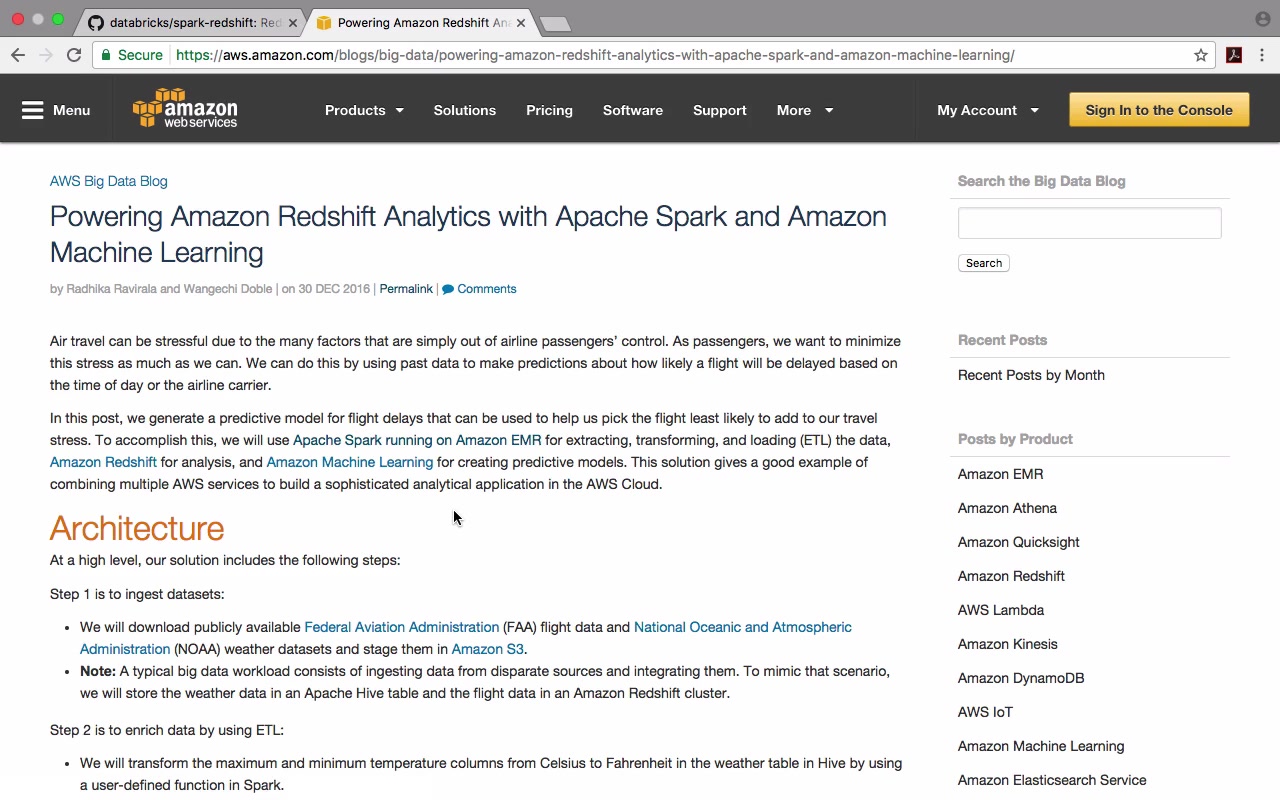 databricks/spark-redshift: Red
Powering Amazon Redshift An
Secure
https://aws.amazon.com/blogs/big-data/powering-amazon-redshift-analytics-with-apache-spark-and-amazon-machine-learning/
Menu
amazon
web services
Products
Solutions
Pricing
Software
Support
More
My Account
Sign In to the Console
AWS Big Data Blog
Powering Amazon Redshift Analytics with Apache Spark and Amazon
Machine Learning
by Radhika Ravirala and Wangechi Doble | on 30 DEC 2016 | Permalink | Comments
Air travel can be stressful due to the many factors that are simply out of airline passengers’ control. As passengers, we want to minimize
this stress as much as we can. We can do this by using past data to make predictions about how likely a flight will be delayed based on
the time of day or the airline carrier.
In this post, we generate a predictive model for flight delays that can be used to help us pick the flight least likely to add to our travel
stress. To accomplish this, we will use Apache Spark running on Amazon EMR for extracting, transforming, and loading (ETL) the data,
Amazon Redshift for analysis, and Amazon Machine Learning for creating predictive models. This solution gives a good example of
combining multiple AWS services to build a sophisticated analytical application in the AWS Cloud.
Architecture
At a high level, our solution includes the following steps:
Step 1 is to ingest datasets:
• We will download publicly available Federal Aviation Administration (FAA) flight data and National Oceanic and Atmospheric
Administration (NOAA) weather datasets and stage them in Amazon S3.
• Note: A typical big data workload consists of ingesting data from disparate sources and integrating them. To mimic that scenario,
we will store the weather data in an Apache Hive table and the flight data in an Amazon Redshift cluster.
Step 2 is to enrich data by using ETL:
• We will transform the maximum and minimum temperature columns from Celsius to Fahrenheit in the weather table in Hive by using
a user-defined function in Spark.
Search the Big Data Blog
Search
Recent Posts
Recent Posts by Month
Posts by Product
Amazon EMR
Amazon Athena
Amazon Quicksight
Amazon Redshift
AWS Lambda
Amazon Kinesis
Amazon DynamoDB
AWS IoT
Amazon Machine Learning
Amazon Elasticsearch Service